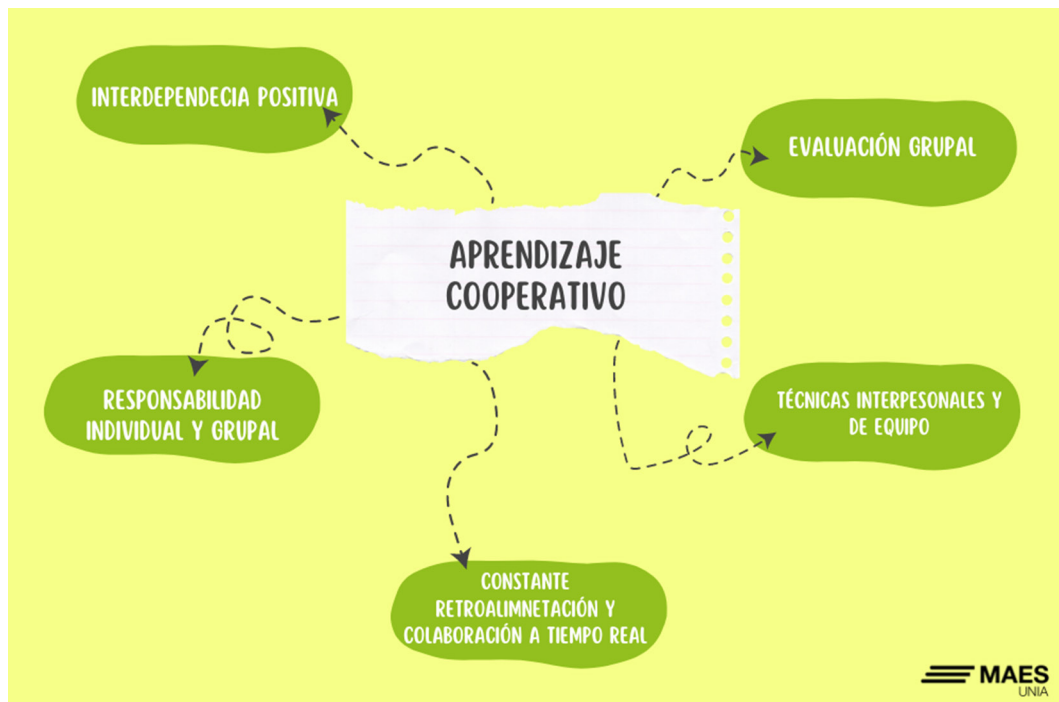 INTERDEPENDECIA POSITIVA
EVALUACIÓN GRUPAL
APRENDIZAJE
COOPERATIVO
RESPONSABILIDAD
INDIVIDUAL Y GRUPAL
TÉCNICAS INTERPESONALES Y
DE EQUIPO
CONSTANTE
RETROALIMNETACIÓN Y
COLABORACIÓN A TIEMPO REAL
MAES
UNIA